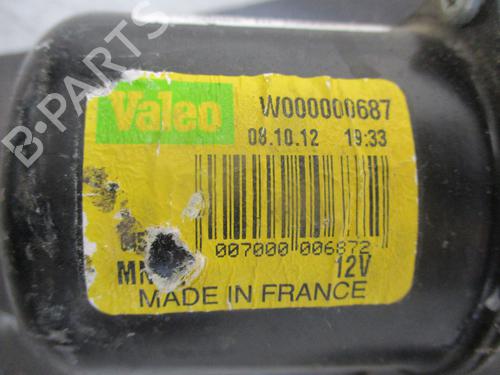 B-Parts
Valeo
W000000687
08.10.12 19:33
007000 006872
12V
MADE IN FRANCE